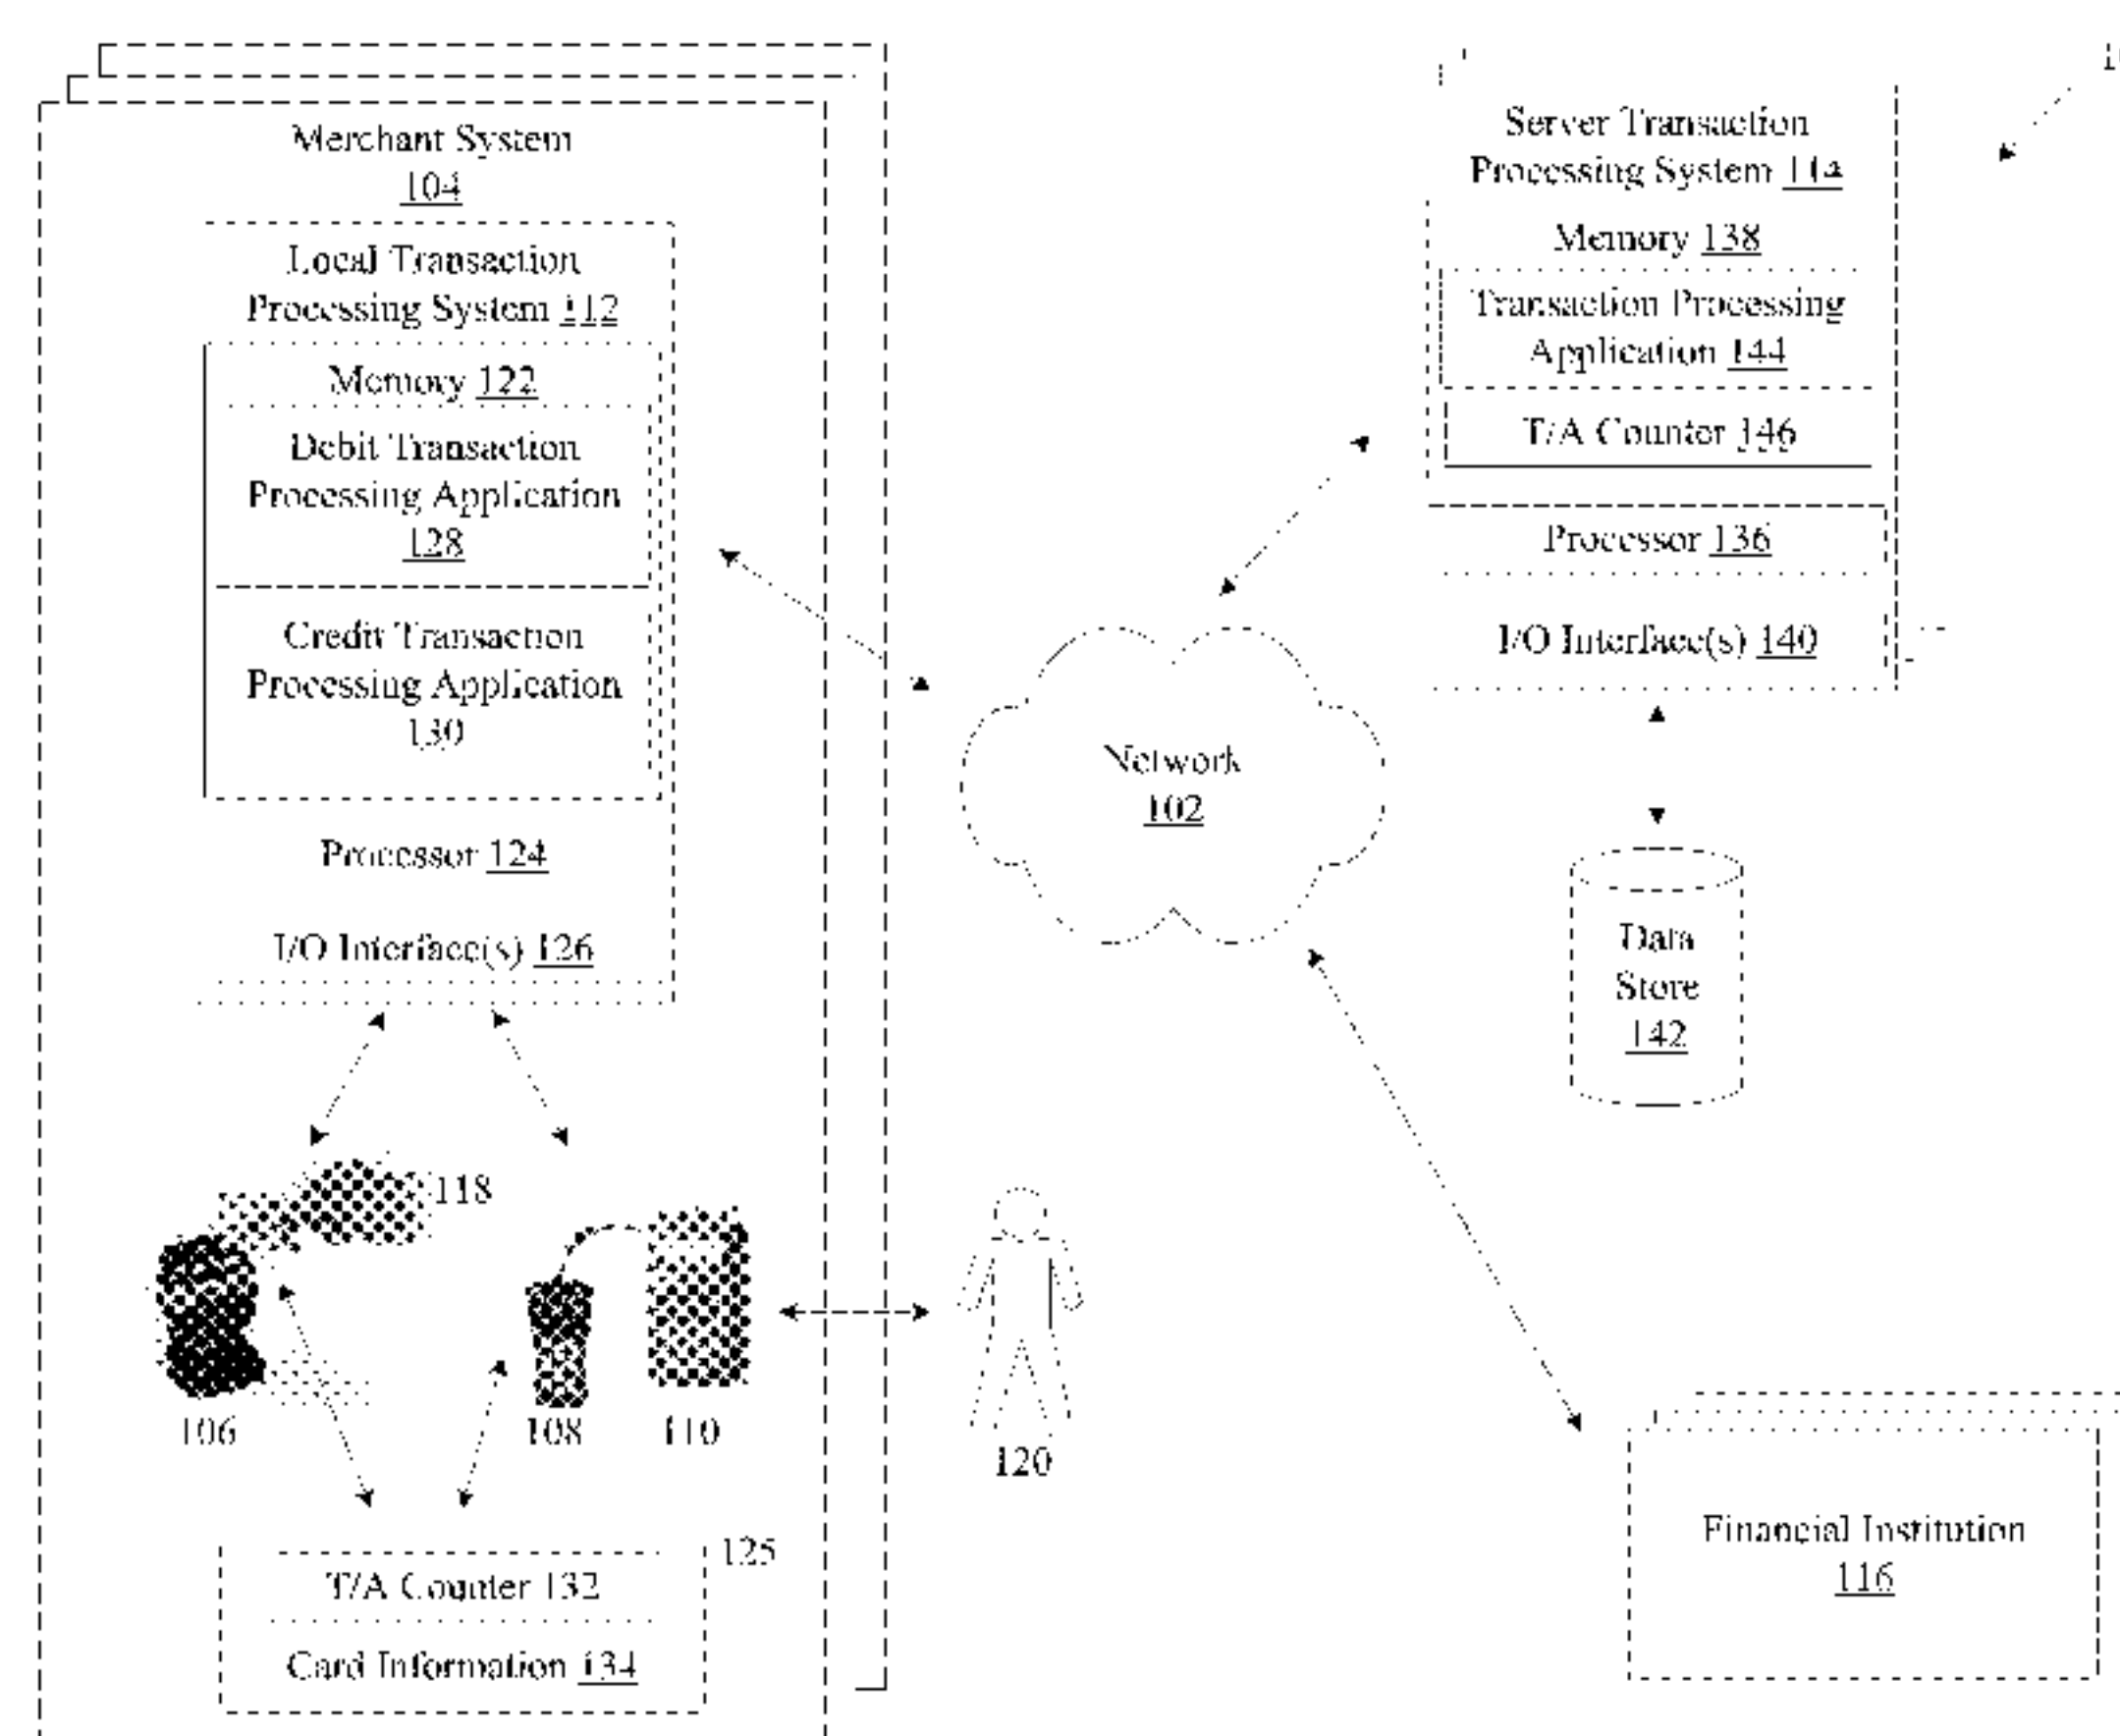 Merchant System
104
Local Transaction
Processing System 112
Memory 122
Debit Transaction
Processing Application
128
Credit Transaction
Processing Application
130
Processor 124
I/O Interface(s) 126
118
106
108
110
120
125
T/A Counter 132
Card Information 134
Network
102
Server Transaction
Processing System 114
Memory 138
Transaction Processing
Application 144
T/A Counter 146
Processor 136
I/O Interface(s) 140
Data
Store
142
Financial Institution
116